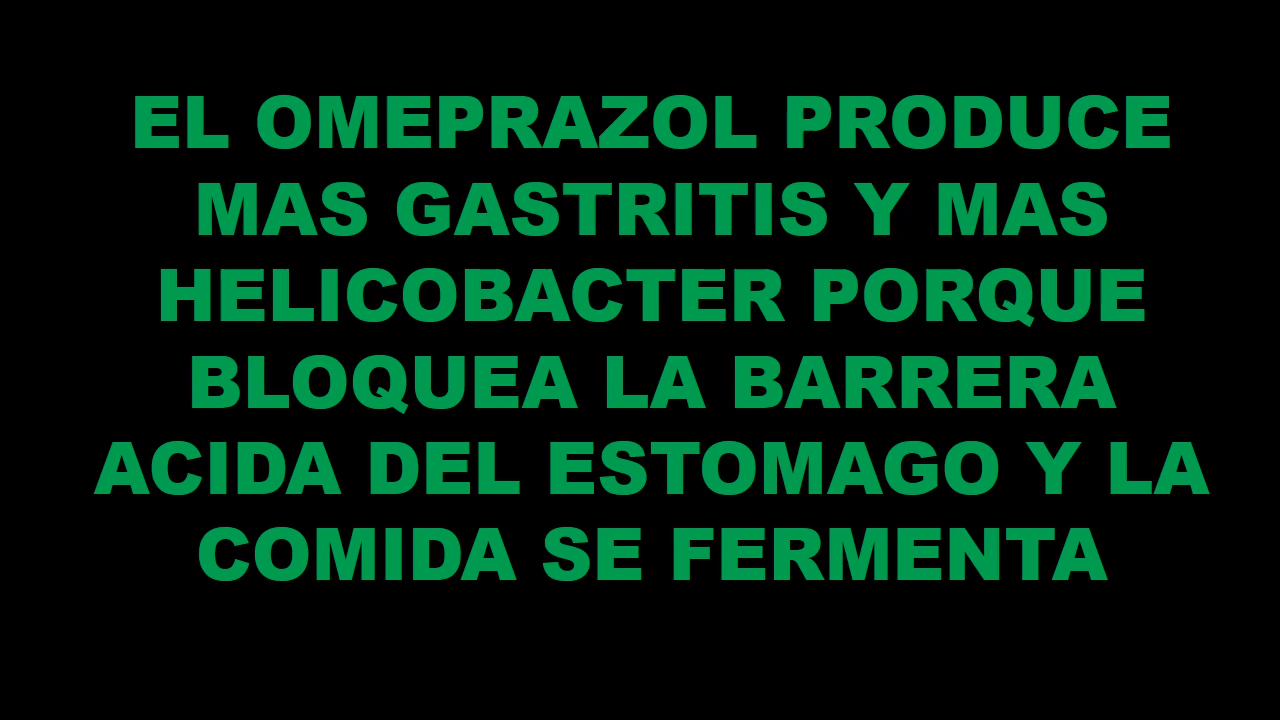 EL OMEPRAZOL PRODUCE
MAS GASTRITIS Y MAS
HELICOBACTER PORQUE
BLOQUEA LA BARRERA
ACIDA DEL ESTOMAGO Y LA
COMIDA SE FERMENTA